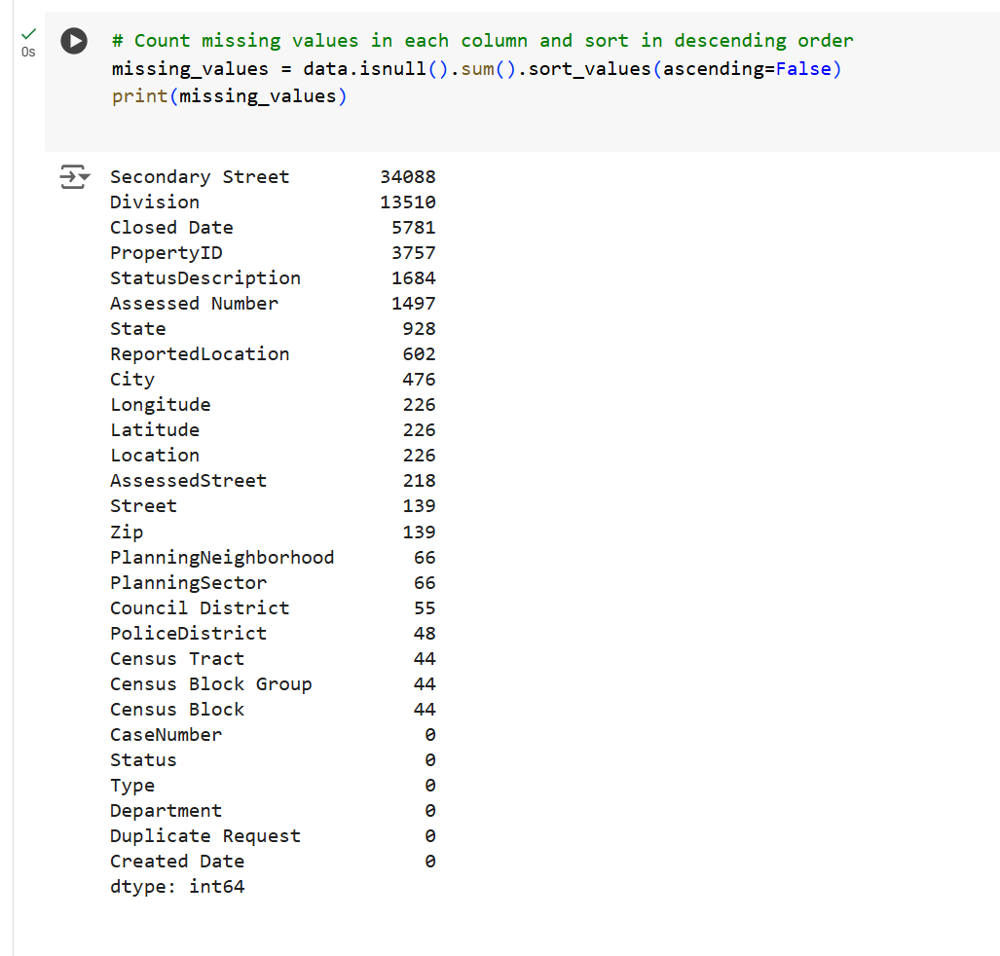 0s
# Count missing values in each column and sort in descending order
missing_values = data.isnull().sum().sort_values(ascending=False)
print(missing_values)
Secondary Street 34088
Division 13510
Closed Date 5781
PropertyID 3757
StatusDescription 1684
Assessed Number 1497
State 928
ReportedLocation 602
City 476
Longitude 226
Latitude 226
Location 226
AssessedStreet 218
Street 139
Zip 139
PlanningNeighborhood 66
PlanningSector 66
Council District 55
PoliceDistrict 48
Census Tract 44
Census Block Group 44
Census Block 44
CaseNumber 0
Status 0
Type 0
Department 0
Duplicate Request 0
Created Date 0
dtype: int64